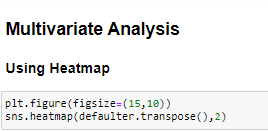 Multivariate Analysis
Using Heatmap
plt.figure(figsize=(15,10))
sns.heatmap(defaulter.transpose(),2)